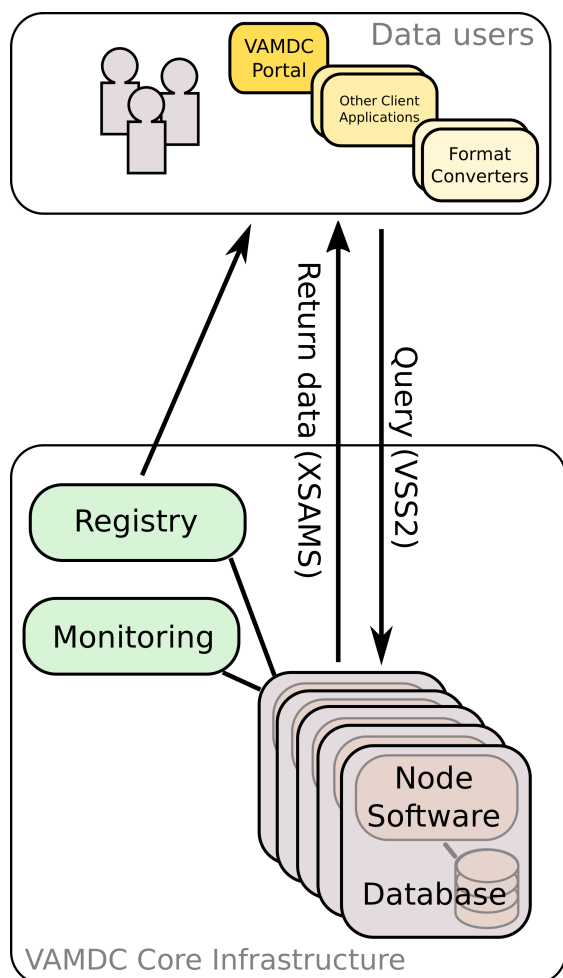 Data users
VAMDC
Portal
Other Client
Applications
Format
Converters
Return data (XSAMS)
Query (VSS2)
Registry
Monitoring
Node
Software
Database
VAMDC Core Infrastructure